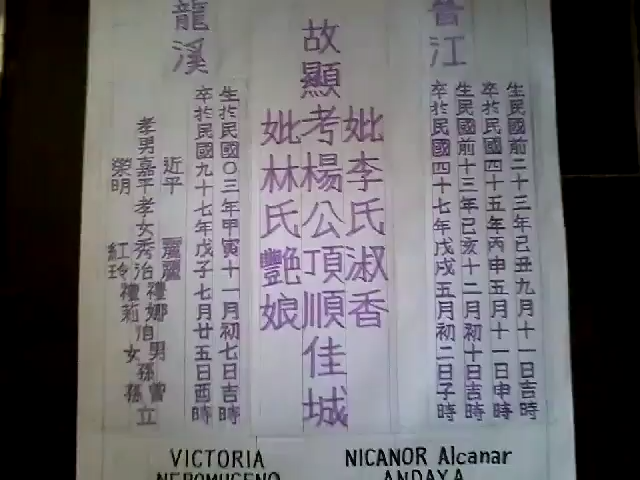 晉江
生民國前二十三年己丑九月十一日吉時
卒於民國四十五年丙申五月十一日申時
生民國前十三年己亥十二月初十日吉時
卒於民國四十七年戊戌五月初二日子時
妣李氏淑香
故顯考楊公頂順佳城
妣林氏艷娘
龍溪
生於民國〇三年甲寅十一月初七日吉時
卒於民國九十七年戊子七月廿五日酉時
近平 麗麗 禮娜 男 曾
孝男嘉平孝女秀治 洎 孫 立
榮明 紅玲 禮莉 女 孫
VICTORIA
NEPOMUCENO
NICANOR Alcanar
ANDAYA